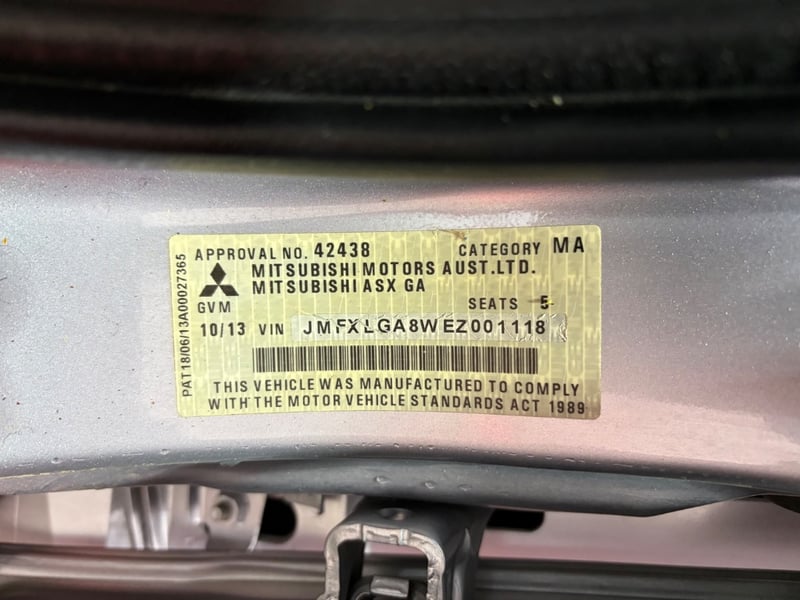 APPROVAL NO. 42438 CATEGORY MA
MITSUBISHI MOTORS AUST.LTD.
MITSUBISHI ASX GA
GVM SEATS 5
10/13 VIN JMFXLGA8WEZ001118
THIS VEHICLE WAS MANUFACTURED TO COMPLY
WITH THE MOTOR VEHICLE STANDARDS ACT 1989
PAT18/06/13A00027365